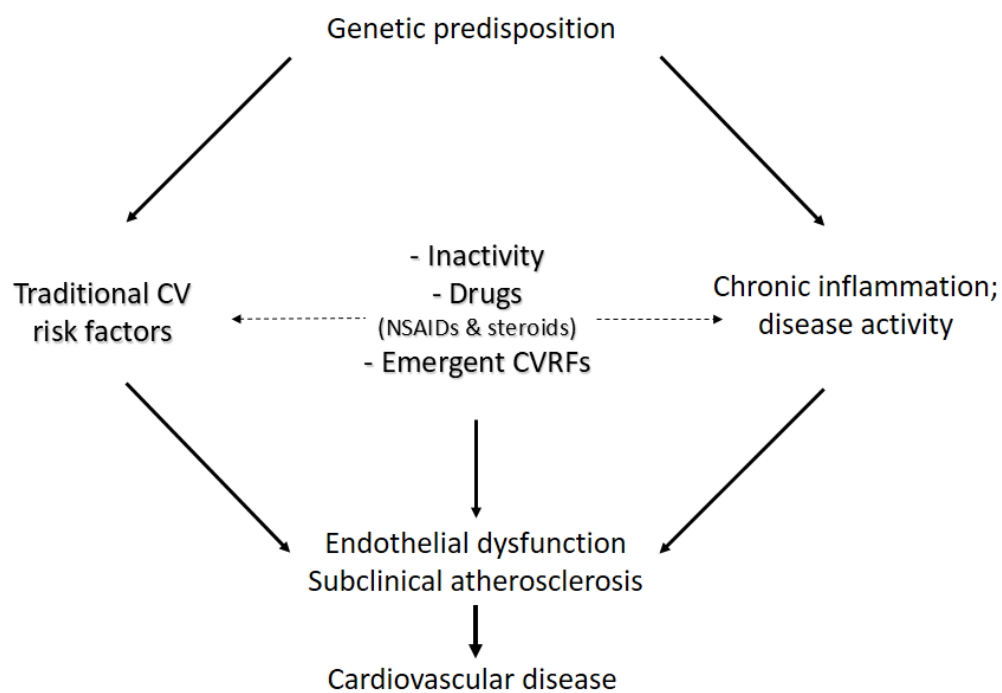 Genetic predisposition
- Inactivity
Traditional CV
risk factors
- Drugs
(NSAIDs & steroids)
- Emergent CVRFs
Chronic inflammation;
disease activity
Endothelial dysfunction
Subclinical atherosclerosis
Cardiovascular disease